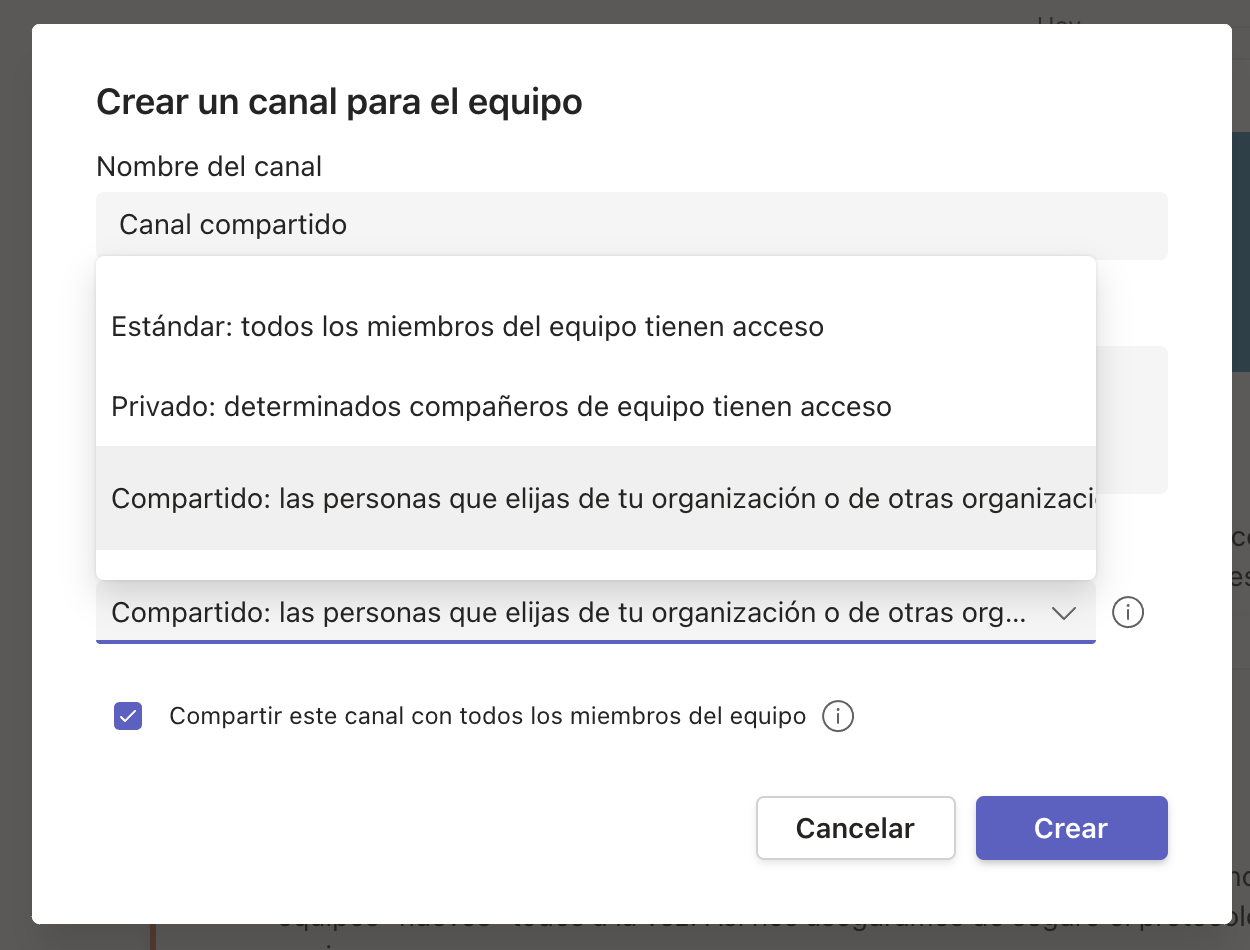 Hoy
Crear un canal para el equipo
Nombre del canal
Canal compartido
Estándar: todos los miembros del equipo tienen acceso
Privado: determinados compañeros de equipo tienen acceso
Compartido: las personas que elijas de tu organización o de otras organizaci
Compartido: las personas que elijas de tu organización o de otras org...
Compartir este canal con todos los miembros del equipo
Cancelar
Crear